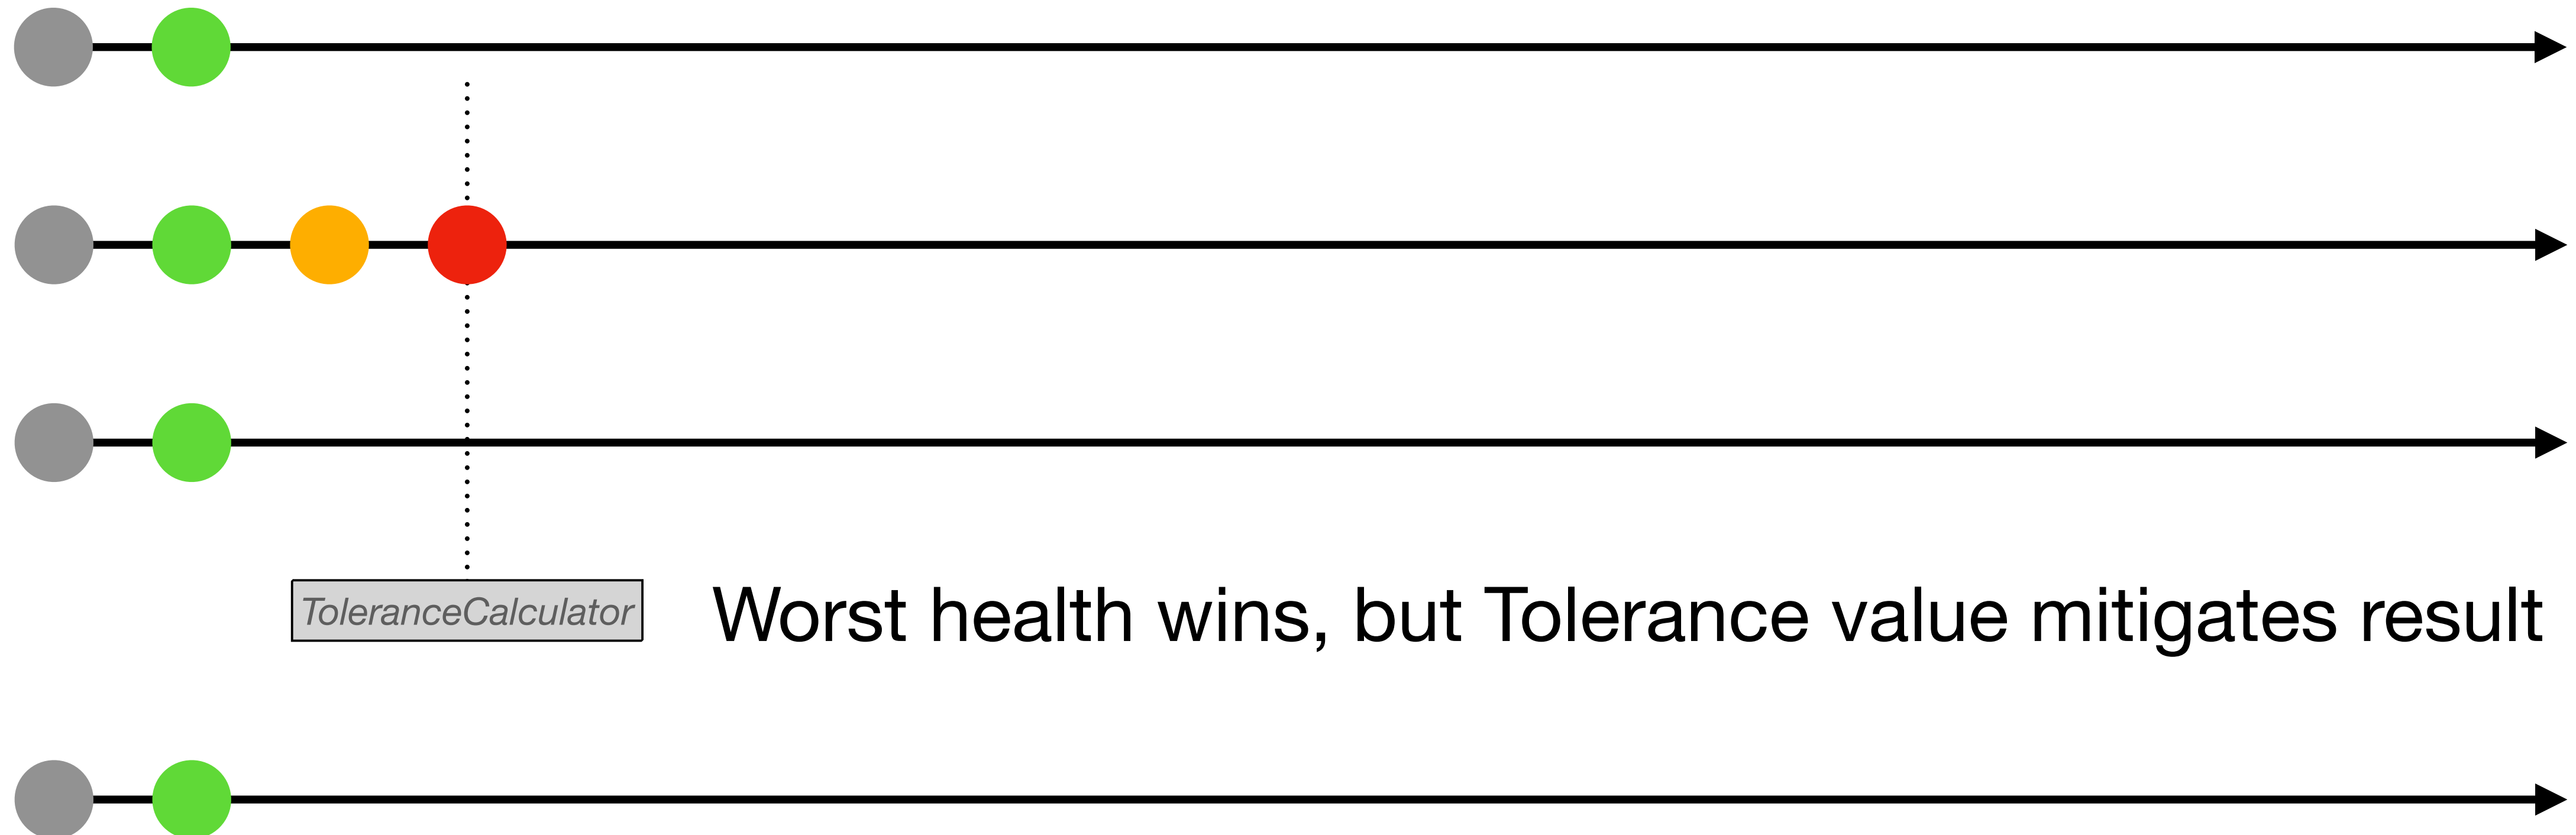 ToleranceCalculator
Worst health wins, but Tolerance value mitigates result